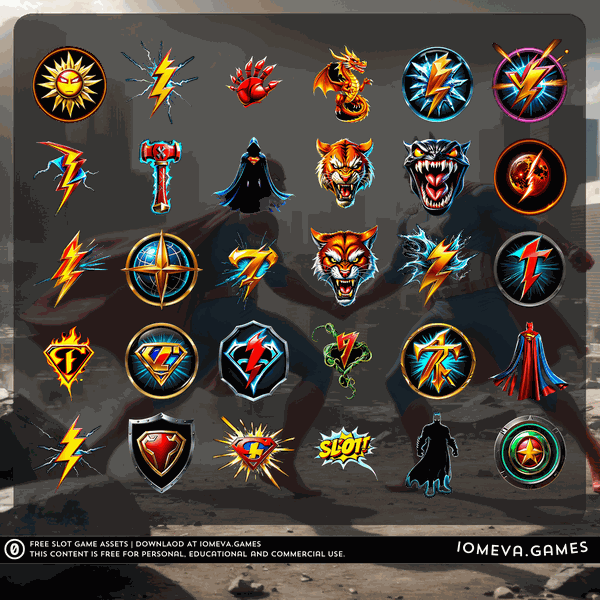 SLOT!
FREE SLOT GAME ASSETS | DOWNLAOD AT IOMEVA.GAMES
THIS CONTENT IS FREE FOR PERSONAL, EDUCATIONAL AND COMMERCIAL USE.
IOMEVA.GAMES